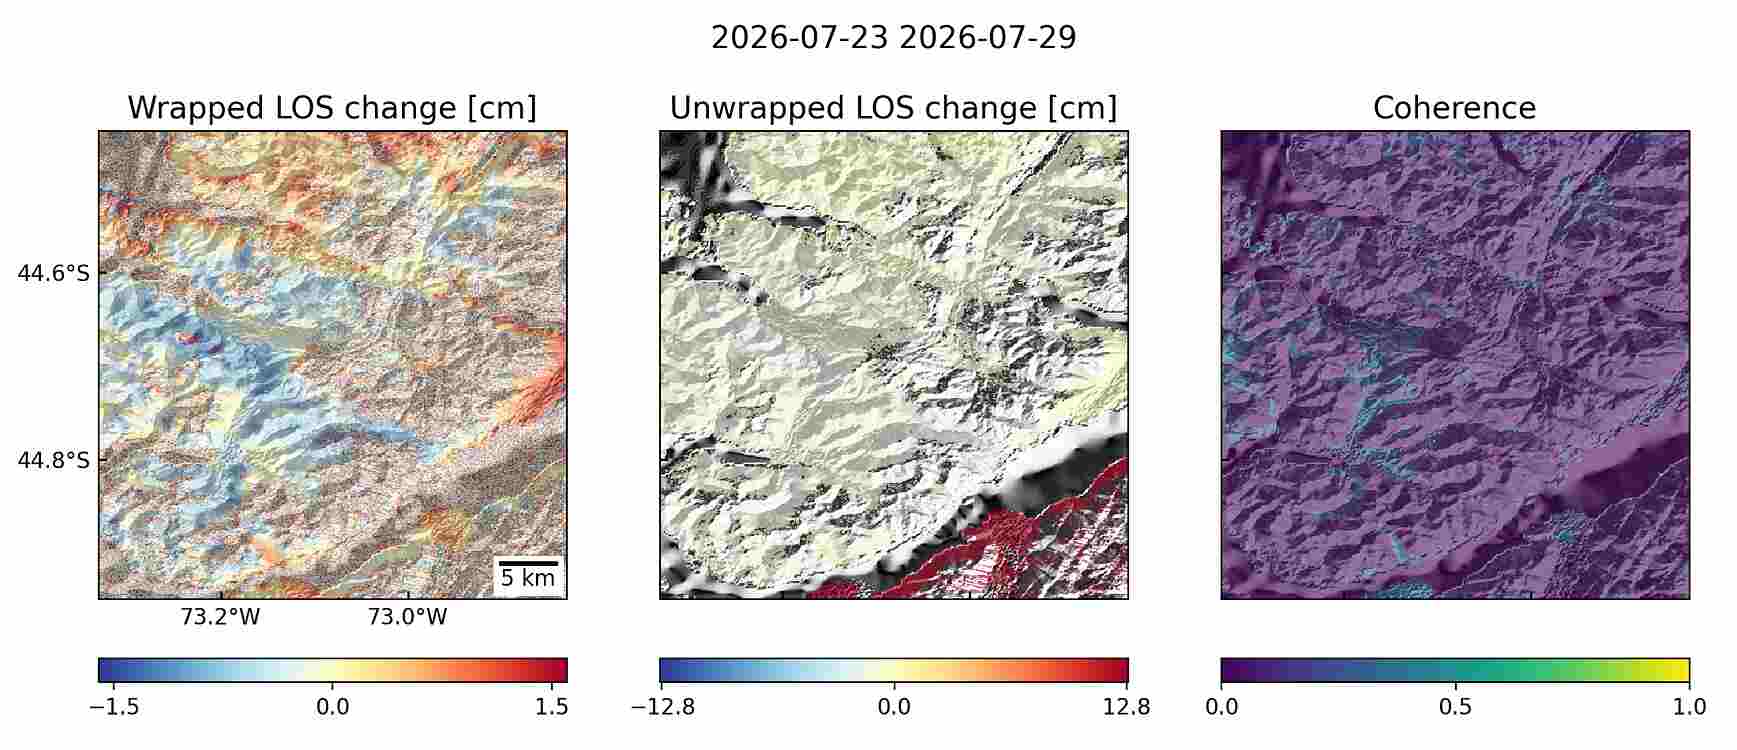 2026-07-23 2026-07-29
Wrapped LOS change [cm]
Unwrapped LOS change [cm]
Coherence
44.6°S
44.8°S
5 km
73.2°W
73.0°W
−1.5
0.0
1.5
−12.8
0.0
12.8
0.0
0.5
1.0